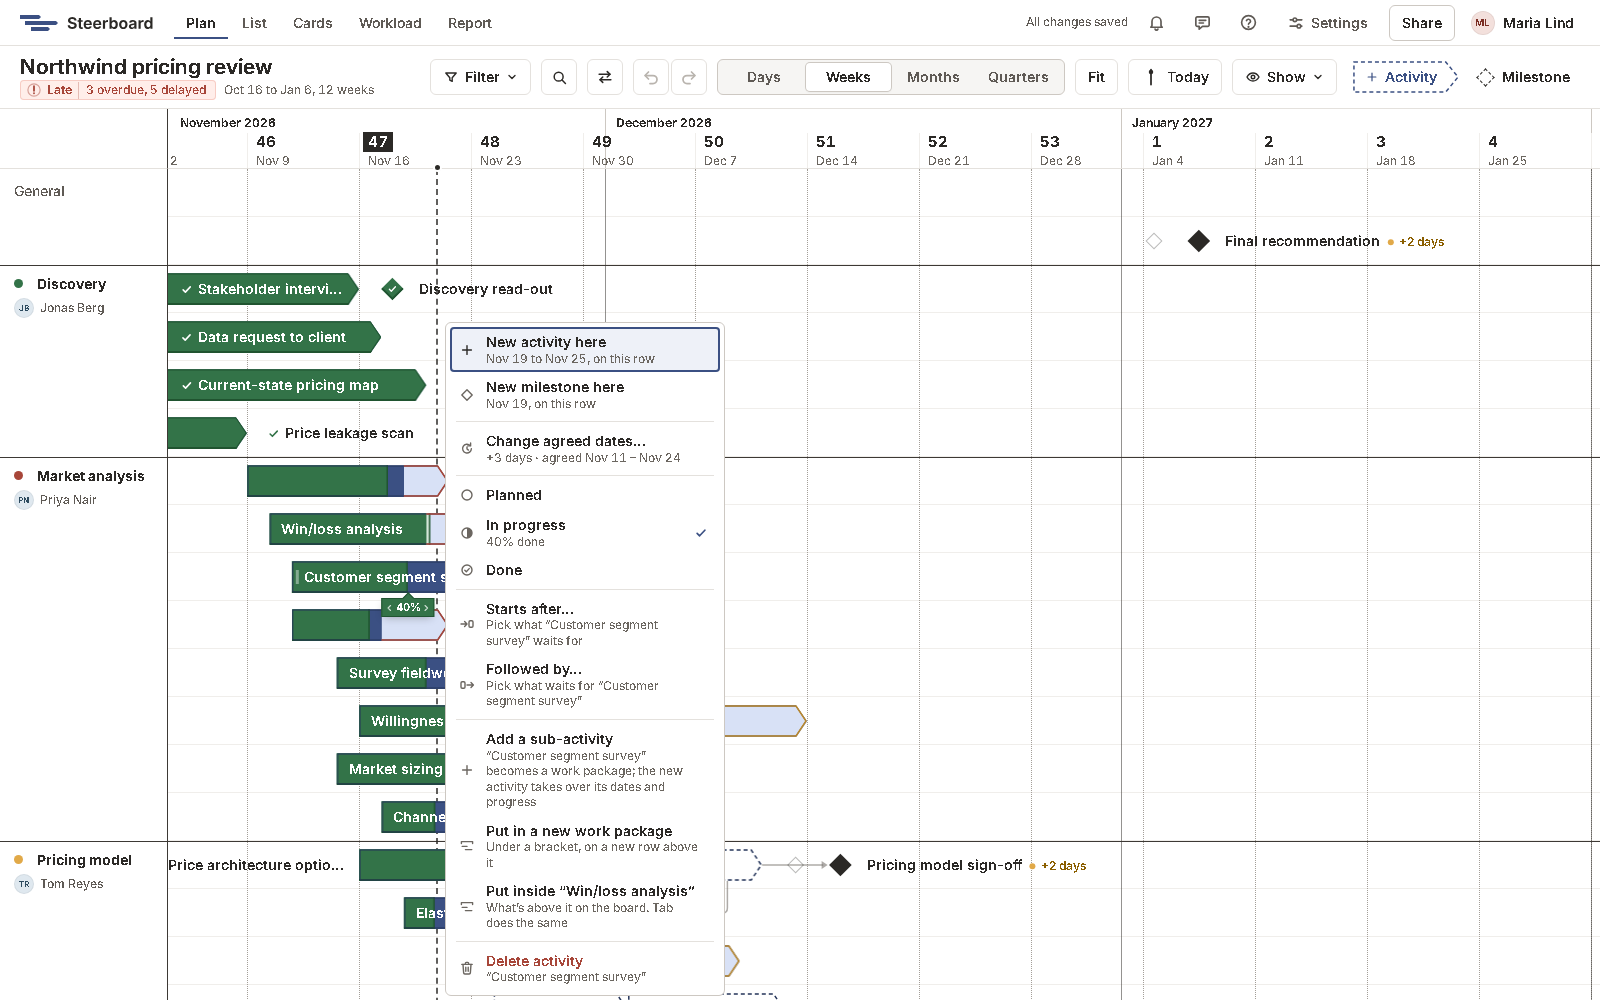 Steerboard
Plan
List
Cards
Workload
Report
All changes saved
Settings
Share
ML
Maria Lind
Northwind pricing review
Late
3 overdue, 5 delayed
Oct 16 to Jan 6, 12 weeks
Filter
Days
Weeks
Months
Quarters
Fit
Today
Show
+ Activity
Milestone
November 2026
December 2026
January 2027
46
47
48
49
50
51
52
53
1
2
3
4
2
Nov 9
Nov 16
Nov 23
Nov 30
Dec 7
Dec 14
Dec 21
Dec 28
Jan 4
Jan 11
Jan 18
Jan 25
General
Final recommendation
+2 days
Discovery
JB
Jonas Berg
Stakeholder intervi...
Discovery read-out
Data request to client
Current-state pricing map
Price leakage scan
Market analysis
PN
Priya Nair
Win/loss analysis
Customer segment s
‹ 40% ›
Survey fieldw
Willingnes
Market sizing
Channe
Pricing model
TR
Tom Reyes
Price architecture optio...
Pricing model sign-off
+2 days
Elas
New activity here
Nov 19 to Nov 25, on this row
New milestone here
Nov 19, on this row
Change agreed dates...
+3 days · agreed Nov 11 – Nov 24
Planned
In progress
40% done
Done
Starts after...
Pick what “Customer segment
survey” waits for
Followed by...
Pick what waits for “Customer
segment survey”
Add a sub-activity
“Customer segment survey”
becomes a work package; the new
activity takes over its dates and
progress
Put in a new work package
Under a bracket, on a new row above
it
Put inside “Win/loss analysis”
What's above it on the board. Tab
does the same
Delete activity
“Customer segment survey”